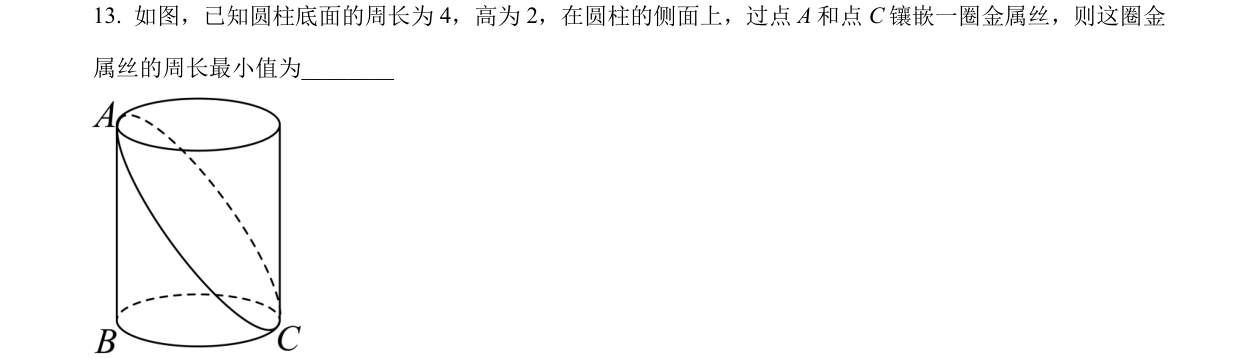 13. 如图，已知圆柱底面的周长为 4，高为 2，在圆柱的侧面上，过点 A 和点 C 镶嵌一圈金属丝，则这圈金
属丝的周长最小值为________
A
B
C